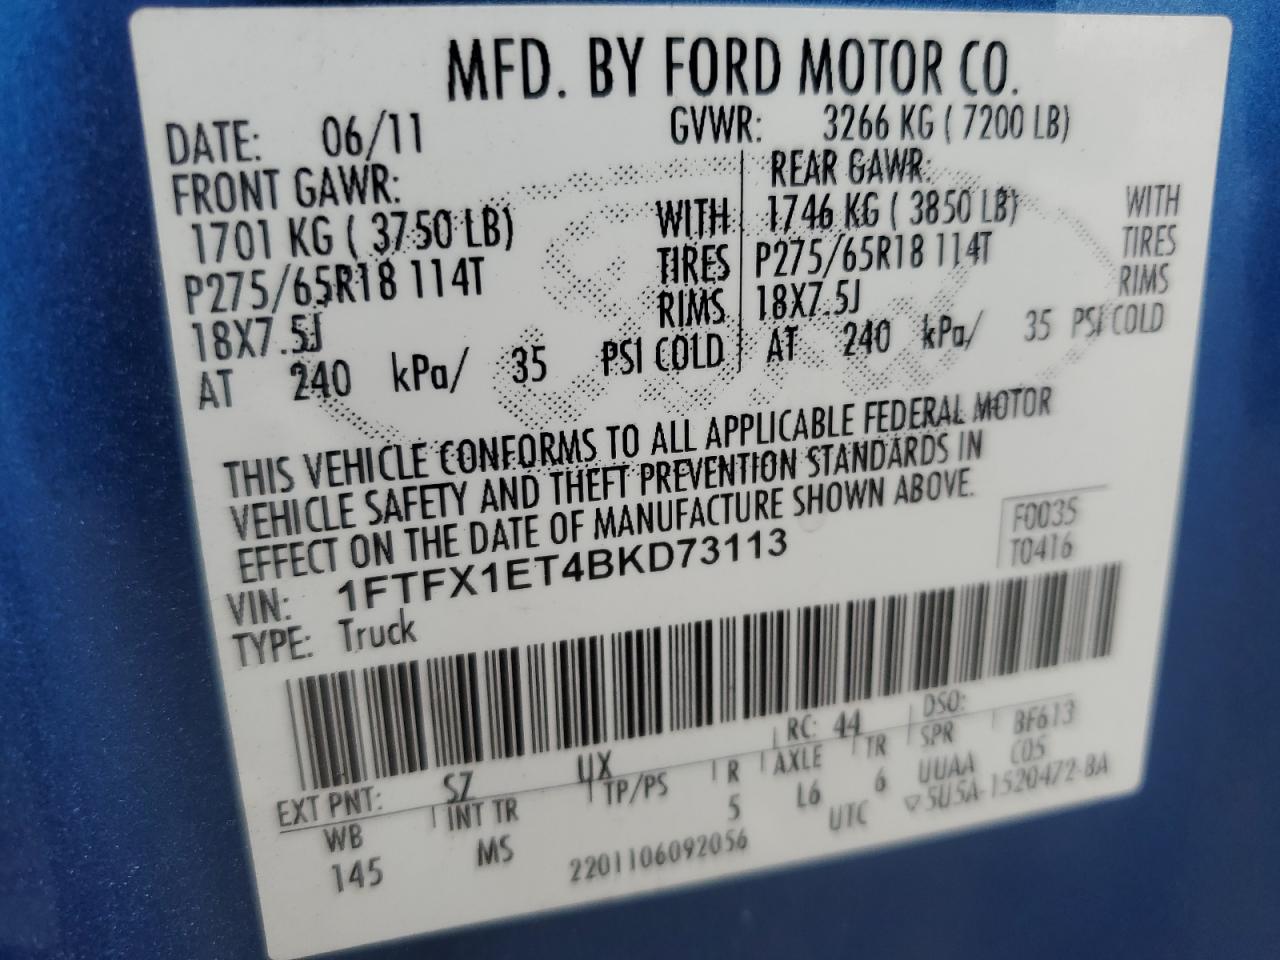 MFD. BY FORD MOTOR CO.
DATE: 06/11 GVWR: 3266 KG ( 7200 LB)
FRONT GAWR: REAR GAWR:
1701 KG ( 3750 LB) WITH 1746 KG ( 3850 LB) WITH
P275/65R18 114T TIRES P275/65R18 114T TIRES
18X7.5J RIMS 18X7.5J RIMS
AT 240 kPa/ 35 PSI COLD AT 240 kPa/ 35 PSI COLD
THIS VEHICLE CONFORMS TO ALL APPLICABLE FEDERAL MOTOR
VEHICLE SAFETY AND THEFT PREVENTION STANDARDS IN
EFFECT ON THE DATE OF MANUFACTURE SHOWN ABOVE.
VIN: 1FTFX1ET4BKD73113 F0035
TYPE: Truck T0416
EXT PNT: SZ UX RC: 44 DSO: BF613
WB INT TR TP/PS R AXLE TR SPR C05
145 MS 5 L6 6 UUAA
2201106092056 UTC ▽5U5A-1520472-BA